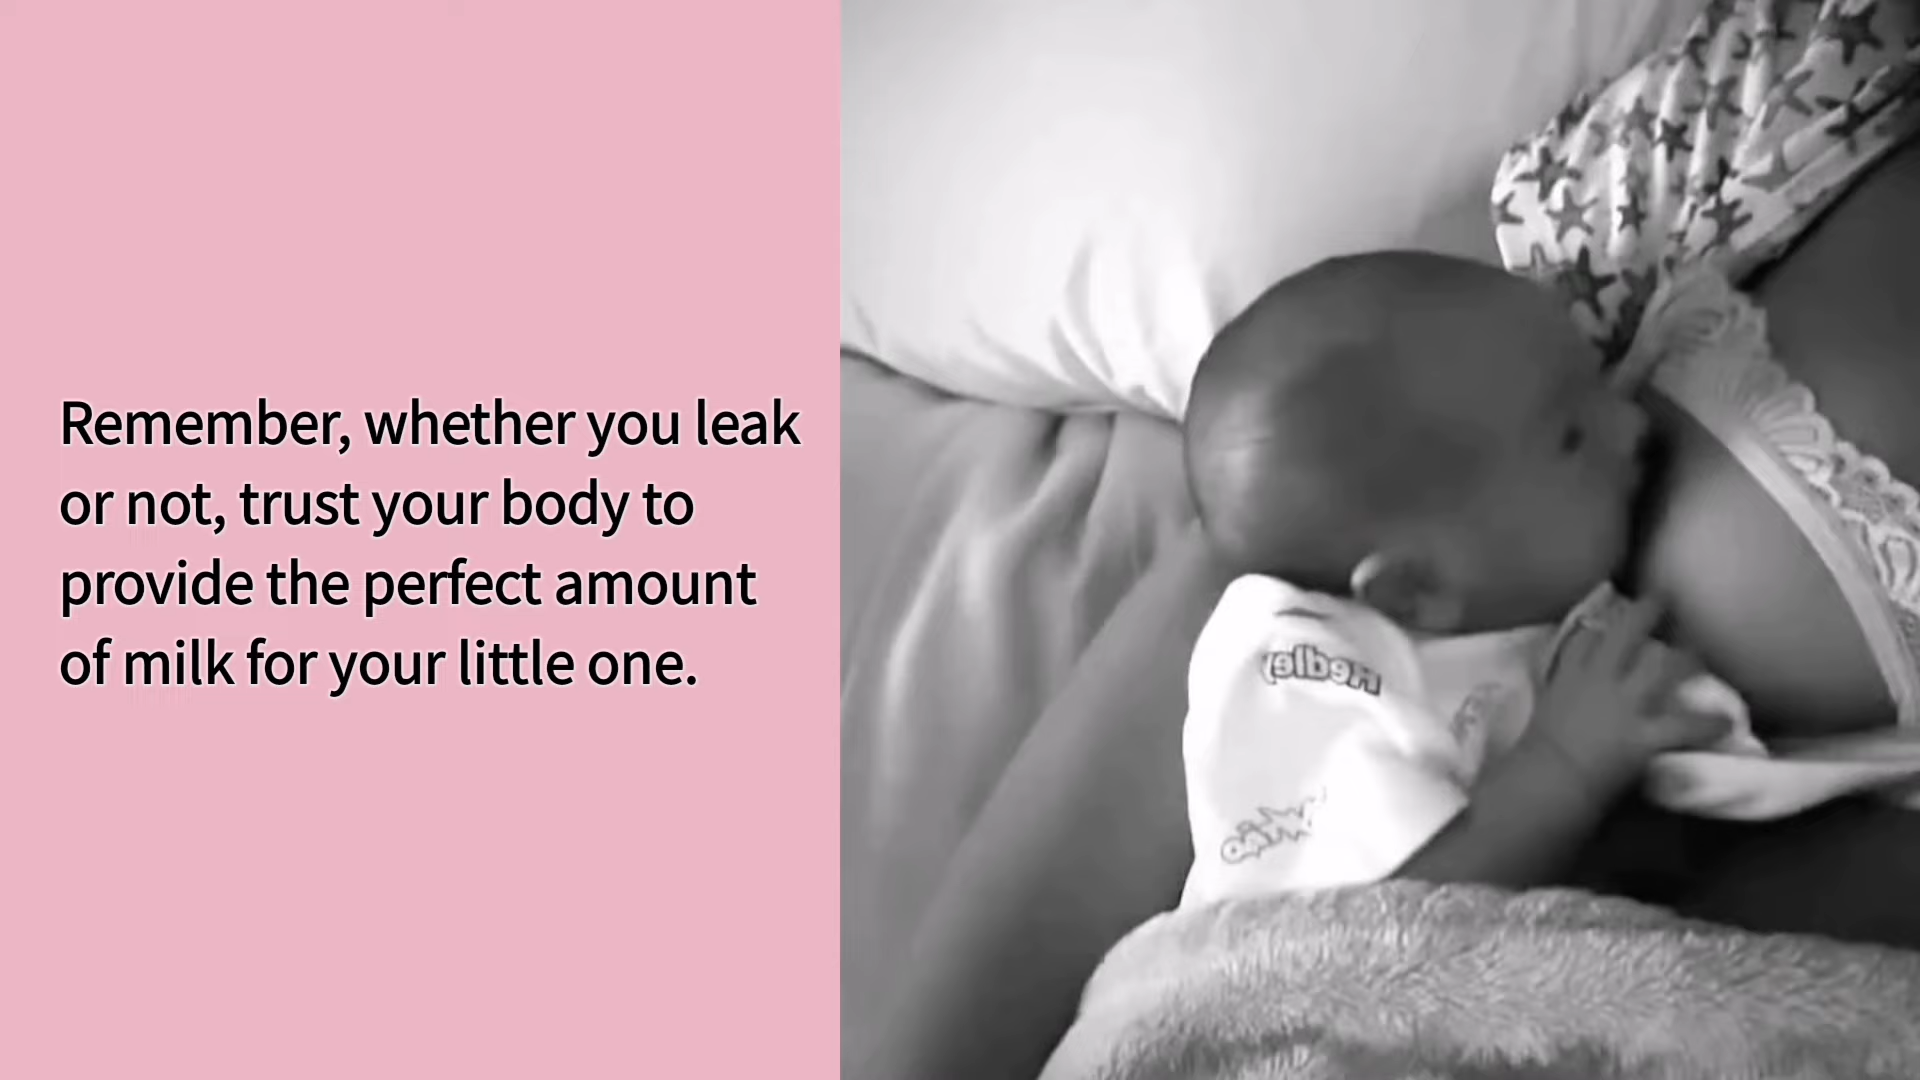 Remember, whether you leak
or not, trust your body to
provide the perfect amount
of milk for your little one.